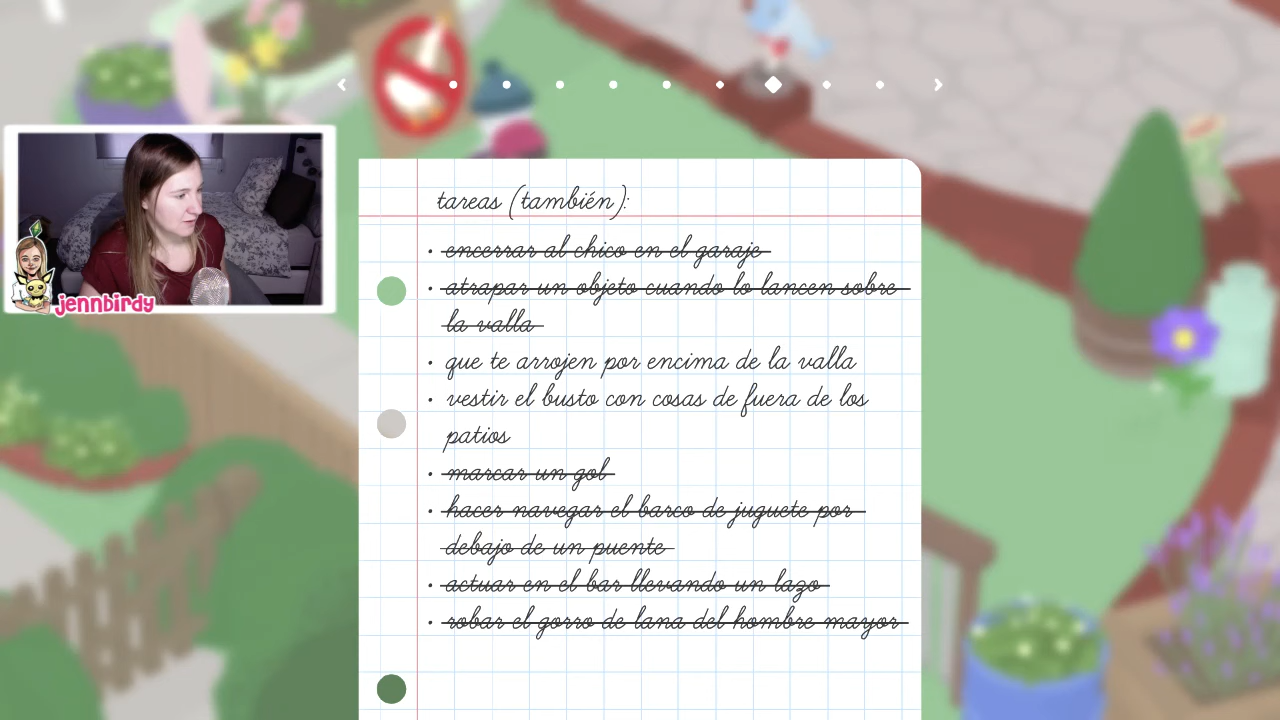 tareas (también):
• encerrar al chico en el garaje
• atrapar un objeto cuando lo lancen sobre
la valla
• que te arrojen por encima de la valla
• vestir el busto con cosas de fuera de los
patios
• marcar un gol
• hacer navegar el barco de juguete por
debajo de un puente
• actuar en el bar llevando un lazo
• robar el gorro de lana del hombre mayor
jennbirdy